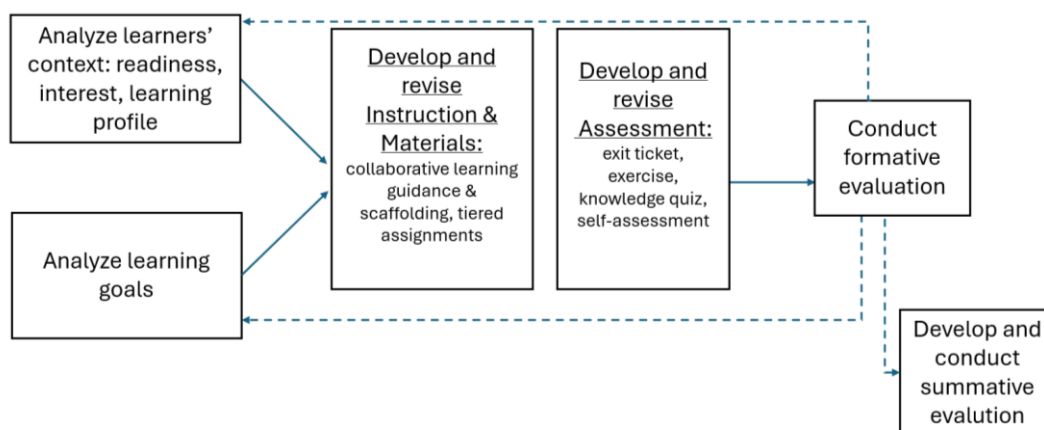 Analyze learners'
context: readiness,
interest, learning
profile
Analyze learning
goals
Develop and
revise
Instruction &
Materials:
collaborative learning
guidance &
scaffolding, tiered
assignments
Develop and
revise
Assessment:
exit ticket,
exercise,
knowledge quiz,
self-assessment
Conduct
formative
evaluation
Develop and
conduct
summative
evalution